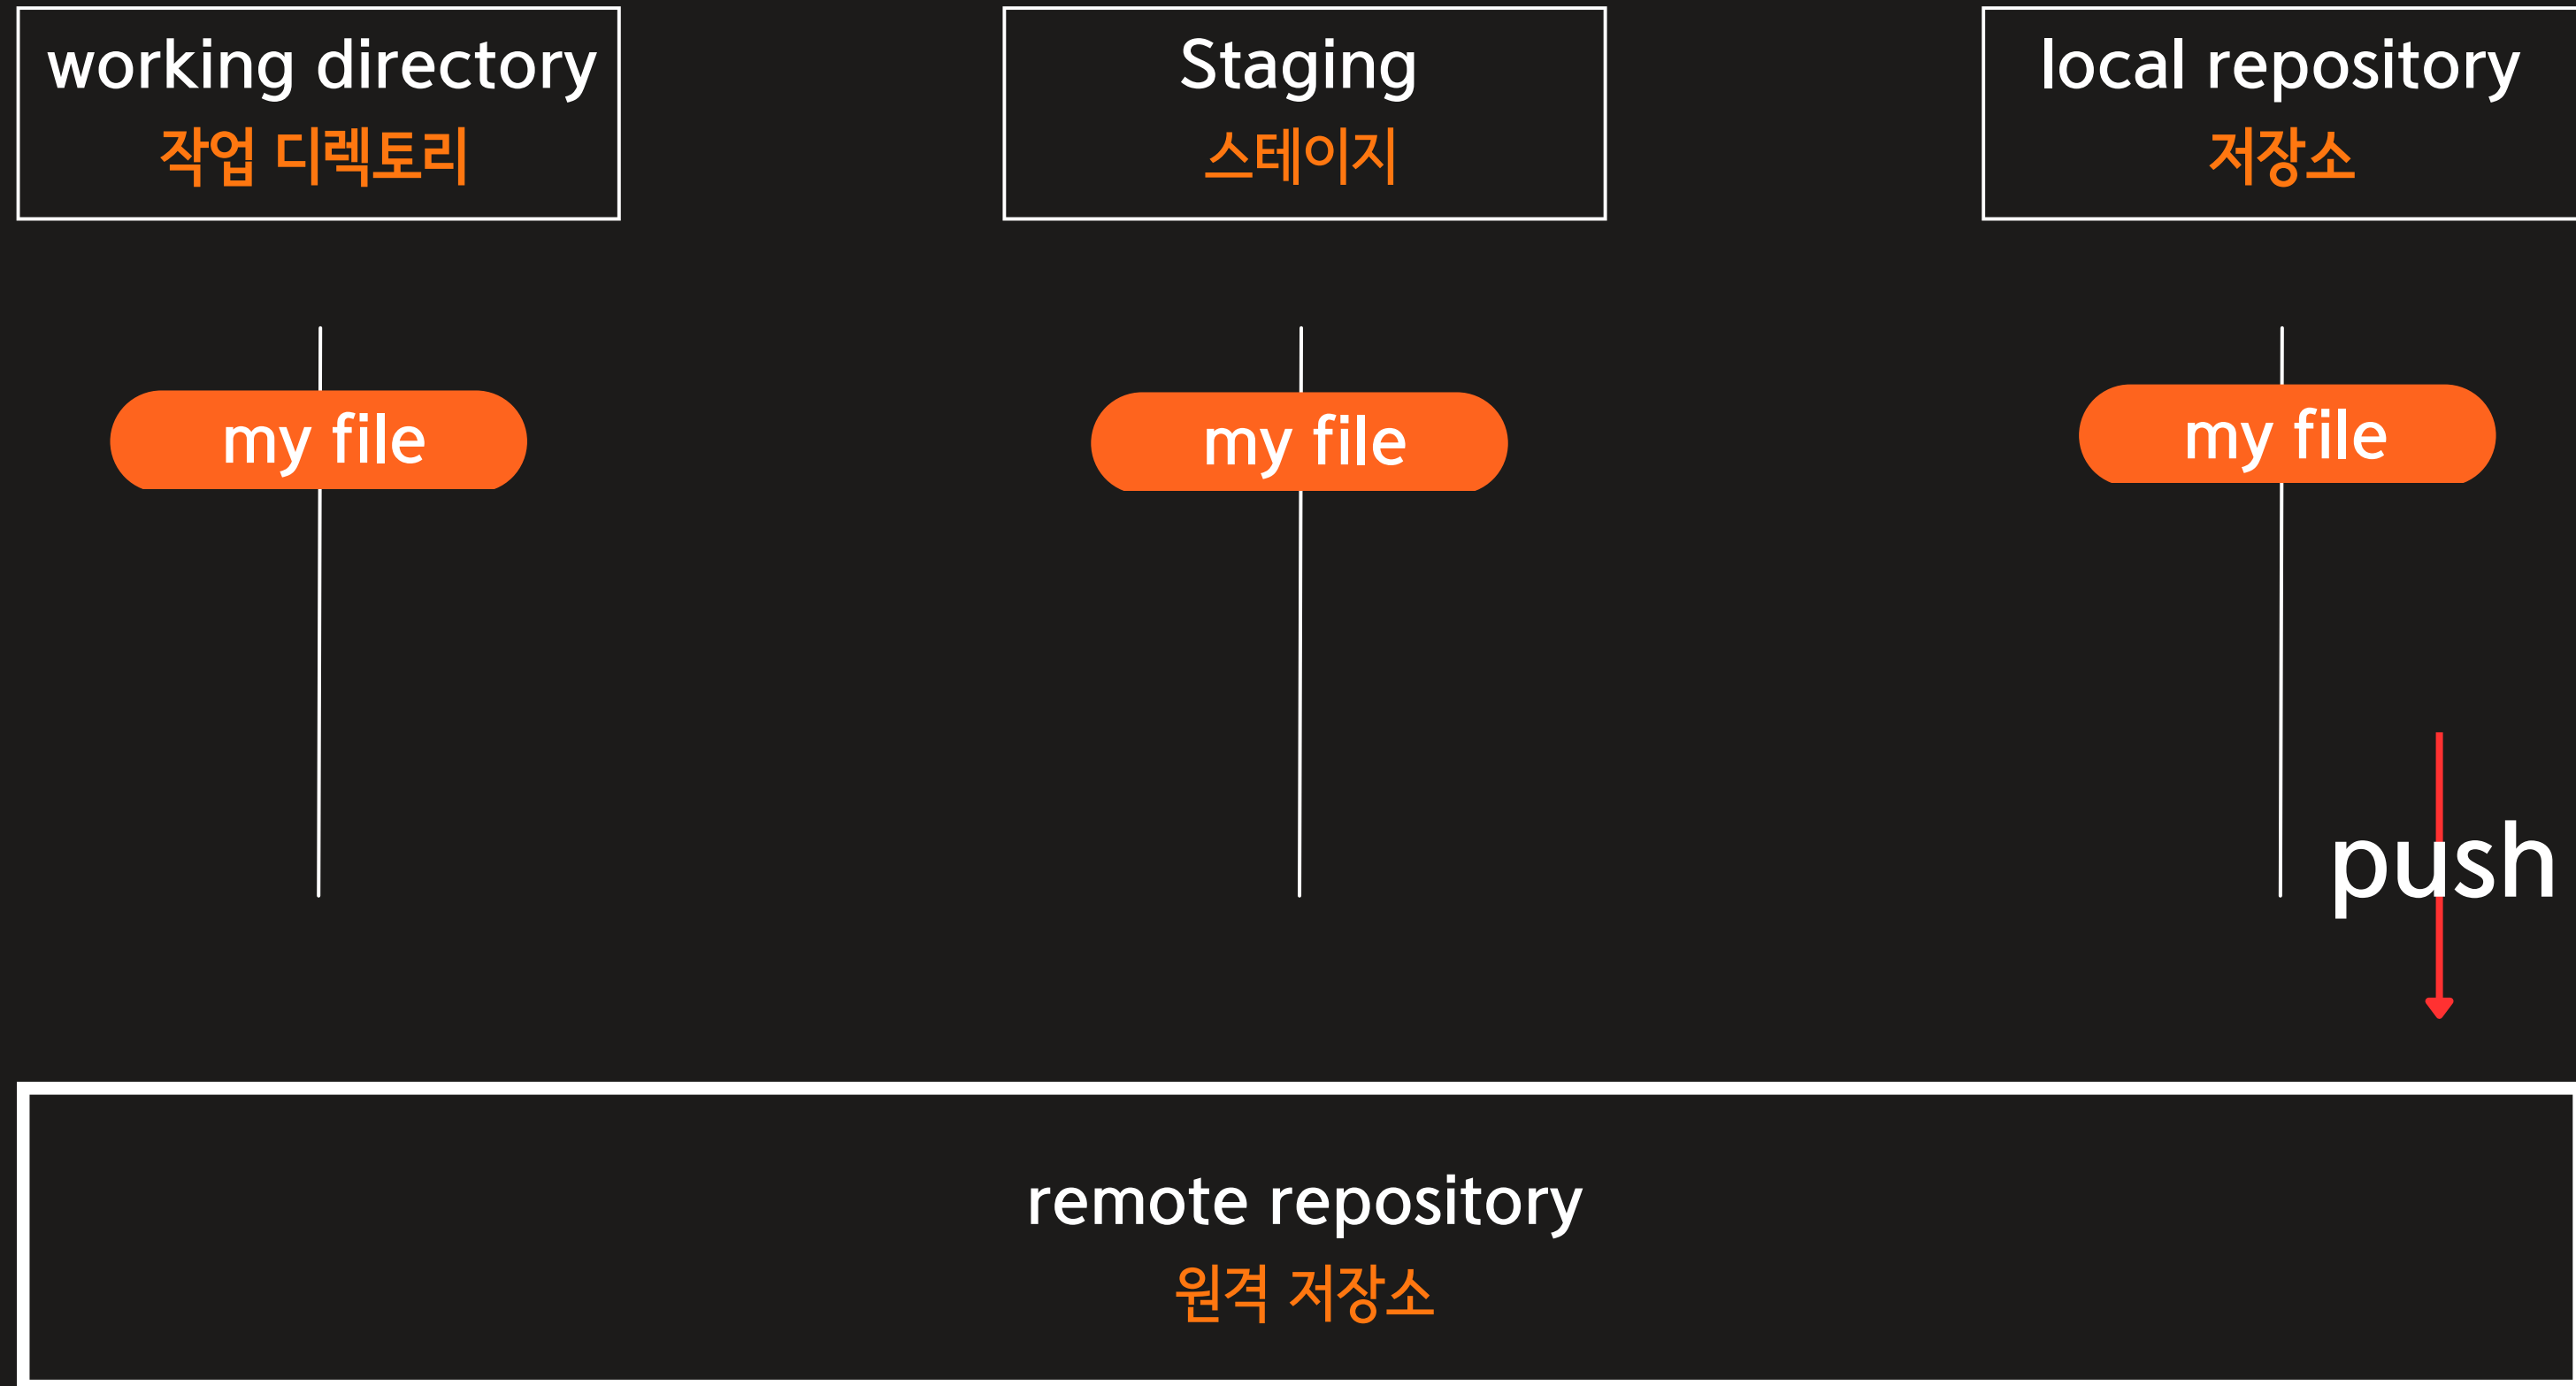 working directory
작업 디렉토리
Staging
스테이지
local repository
저장소
my file
my file
my file
push
remote repository
원격 저장소